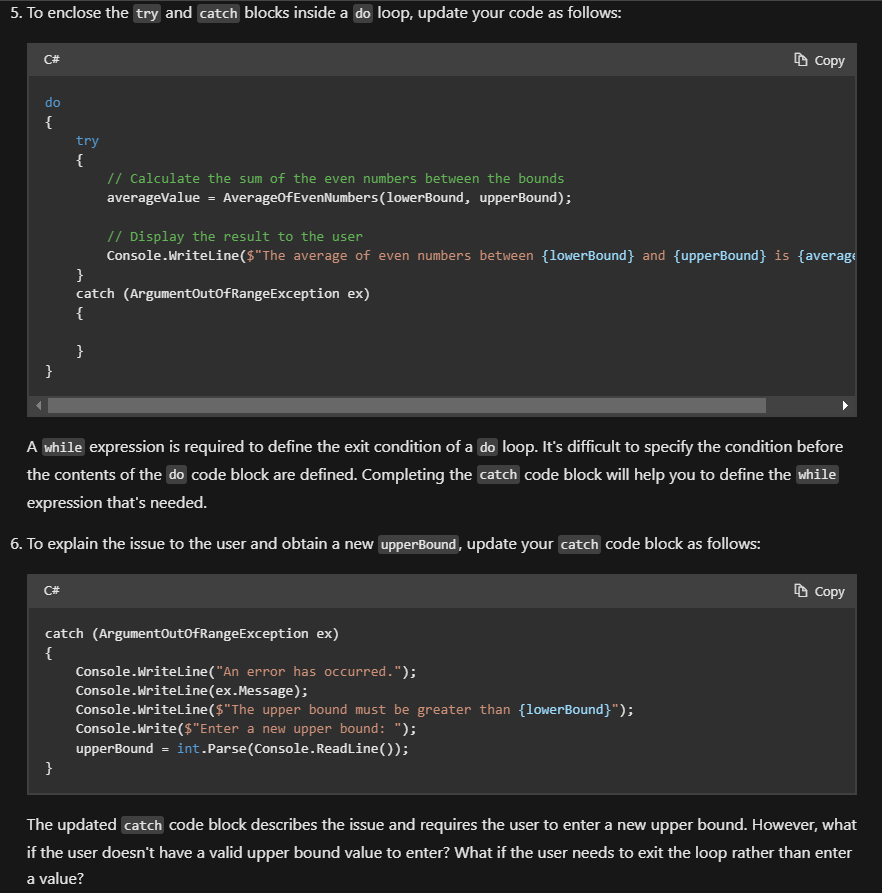 5. To enclose the try and catch blocks inside a do loop, update your code as follows:
C#
Copy
do
{
    try
    {
        // Calculate the sum of the even numbers between the bounds
        averageValue = AverageOfEvenNumbers(lowerBound, upperBound);

        // Display the result to the user
        Console.WriteLine($"The average of even numbers between {lowerBound} and {upperBound} is {average
    }
    catch (ArgumentOutOfRangeException ex)
    {

    }
}
A while expression is required to define the exit condition of a do loop. It's difficult to specify the condition before
the contents of the do code block are defined. Completing the catch code block will help you to define the while
expression that's needed.
6. To explain the issue to the user and obtain a new upperBound, update your catch code block as follows:
C#
Copy
catch (ArgumentOutOfRangeException ex)
{
    Console.WriteLine("An error has occurred.");
    Console.WriteLine(ex.Message);
    Console.WriteLine($"The upper bound must be greater than {lowerBound}");
    Console.Write($"Enter a new upper bound: ");
    upperBound = int.Parse(Console.ReadLine());
}
The updated catch code block describes the issue and requires the user to enter a new upper bound. However, what
if the user doesn't have a valid upper bound value to enter? What if the user needs to exit the loop rather than enter
a value?